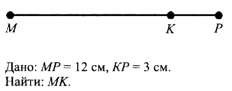 M K P
Дано: MP = 12 см, KP = 3 см.
Найти: MK.